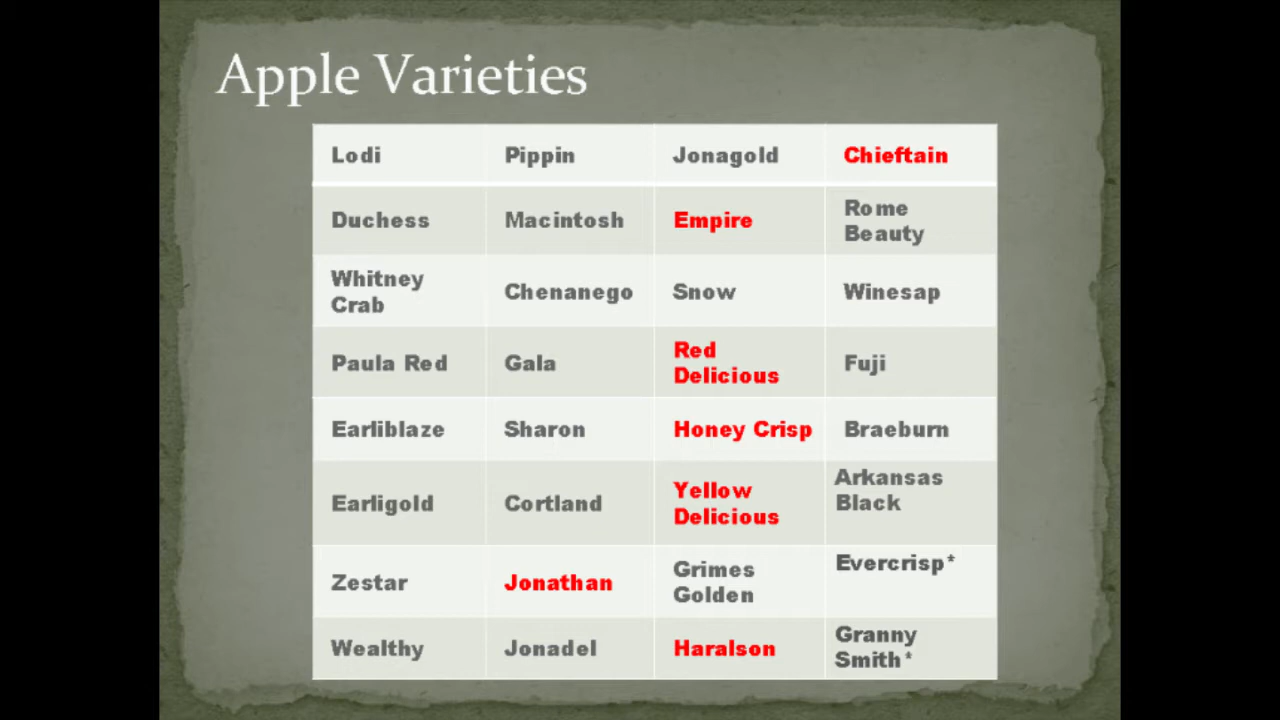 Apple Varieties
Lodi Pippin Jonagold Chieftain
Duchess Macintosh Empire Rome
Beauty
Whitney
Crab Chenanego Snow Winesap
Paula Red Gala Red
Delicious Fuji
Earliblaze Sharon Honey Crisp Braeburn
Earligold Cortland Yellow
Delicious Arkansas
Black
Zestar Jonathan Grimes
Golden Evercrisp*
Wealthy Jonadel Haralson Granny
Smith*